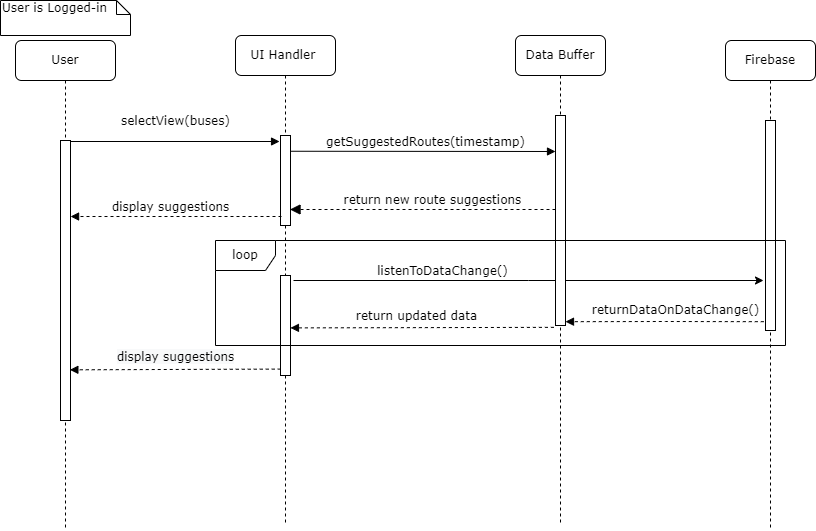 User is Logged-in
User
UI Handler
Data Buffer
Firebase
selectView(buses)
getSuggestedRoutes(timestamp)
return new route suggestions
display suggestions
loop
listenToDataChange()
returnDataOnDataChange()
return updated data
display suggestions